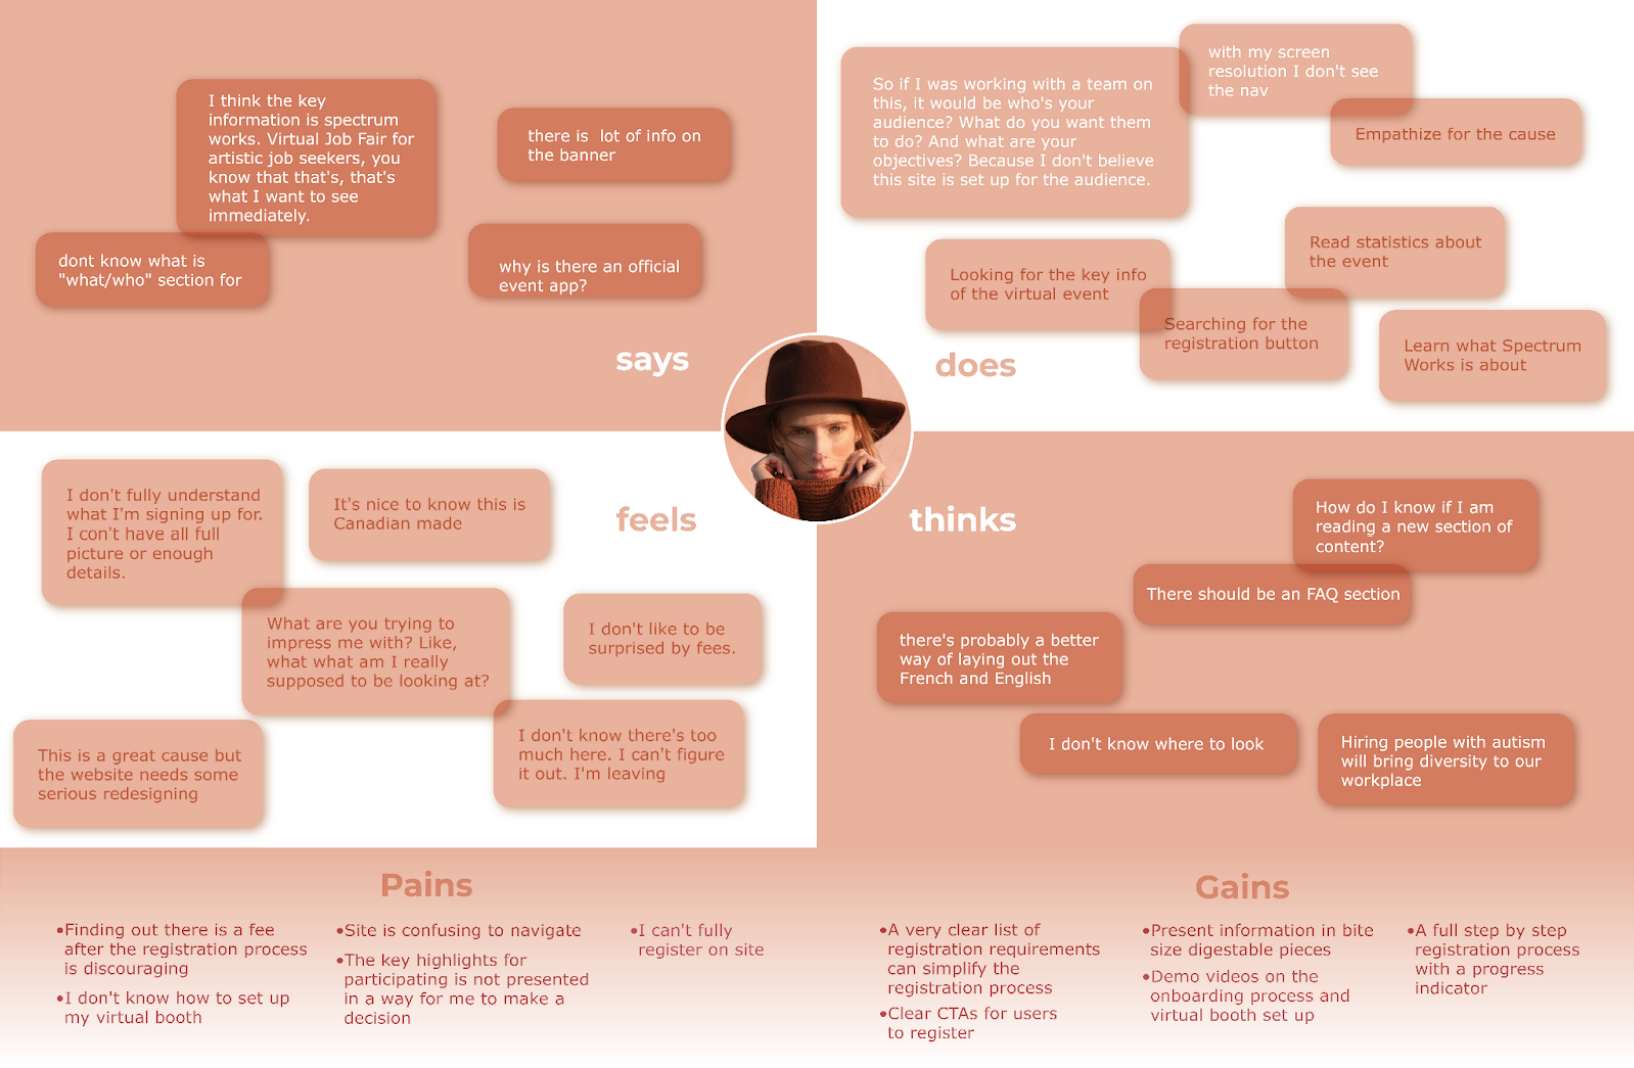 I think the key
information is spectrum
works. Virtual Job Fair for
artistic job seekers, you
know that that's, that's
what I want to see
immediately.
there is  lot of info on
the banner
dont know what is
"what/who" section for
why is there an official
event app?
says
So if I was working with a team on
this, it would be who's your
audience? What do you want them
to do? And what are your
objectives? Because I don't believe
this site is set up for the audience.
with my screen
resolution I don't see
the nav
Empathize for the cause
Looking for the key info
of the virtual event
Read statistics about
the event
Searching for the
registration button
Learn what Spectrum
Works is about
does
I don't fully understand
what I'm signing up for.
I con't have all full
picture or enough
details.
It's nice to know this is
Canadian made
feels
What are you trying to
impress me with? Like,
what what am I really
supposed to be looking at?
I don't like to be
surprised by fees.
This is a great cause but
the website needs some
serious redesigning
I don't know there's too
much here. I can't figure
it out. I'm leaving
thinks
How do I know if I am
reading a new section of
content?
There should be an FAQ section
there's probably a better
way of laying out the
French and English
I don't know where to look
Hiring people with autism
will bring diversity to our
workplace
Pains
•Finding out there is a fee
after the registration process
is discouraging
•I don't know how to set up
my virtual booth
•Site is confusing to navigate
•The key highlights for
participating is not presented
in a way for me to make a
decision
•I can't fully
register on site
Gains
•A very clear list of
registration requirements
can simplify the
registration process
•Clear CTAs for users
to register
•Present information in bite
size digestable pieces
•Demo videos on the
onboarding process and
virtual booth set up
•A full step by step
registration process
with a progress
indicator